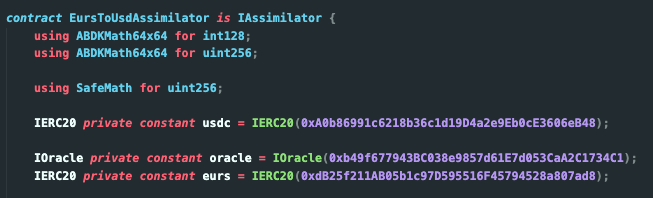 contract EursToUsdAssimilator is IAssimilator {
using ABDKMath64x64 for int128;
using ABDKMath64x64 for uint256;
using SafeMath for uint256;
IERC20 private constant usdc = IERC20(0xA0b86991c6218b36c1d19D4a2e9Eb0cE3606eB48);
IOracle private constant oracle = IOracle(0xb49f677943BC038e9857d61E7d053CaA2C1734C1);
IERC20 private constant eurs = IERC20(0xdB25f211AB05b1c97D595516F45794528a807ad8);